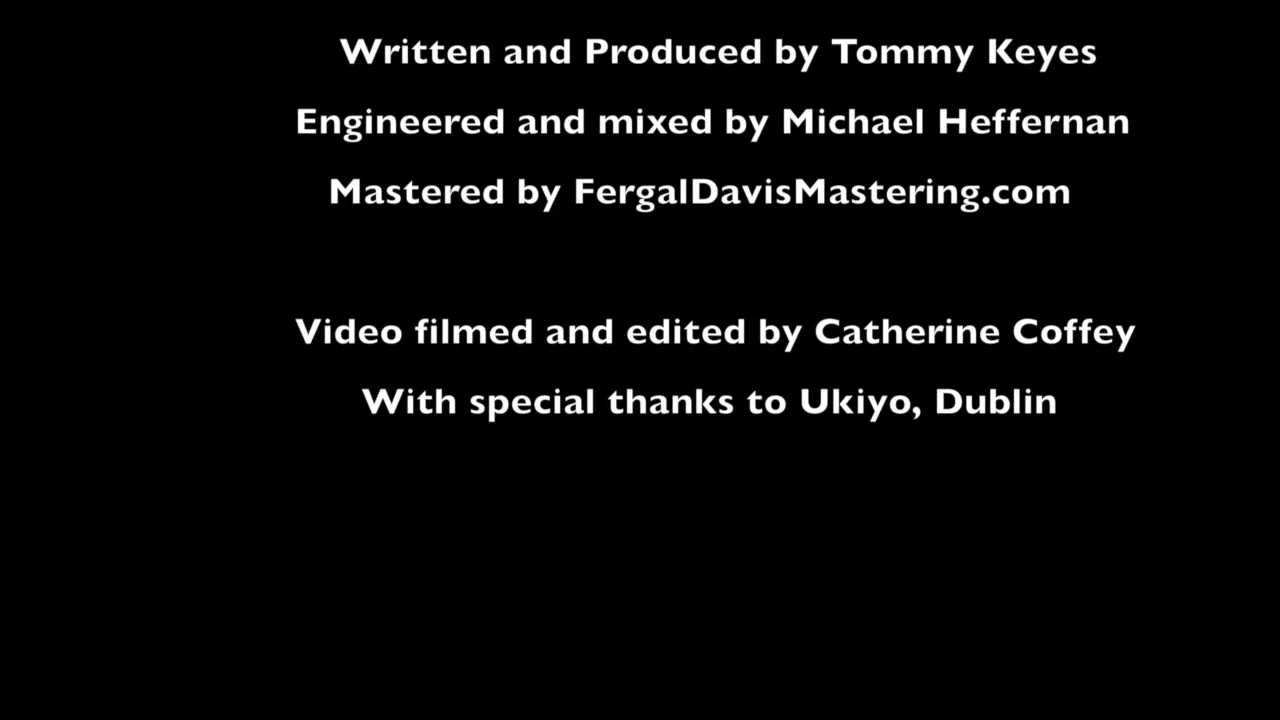 Written and Produced by Tommy Keyes
Engineered and mixed by Michael Heffernan
Mastered by FergalDavisMastering.com
Video filmed and edited by Catherine Coffey
With special thanks to Ukiyo, Dublin